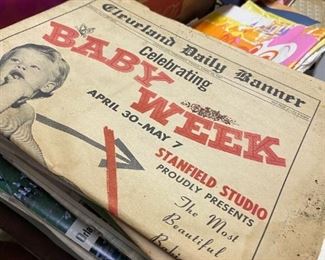 Cleveland Daily Banner
Celebrating
BABY
WEEK
APRIL 30-MAY 7
STANFIELD STUDIO
PROUDLY PRESENTS
The Most
Beautiful